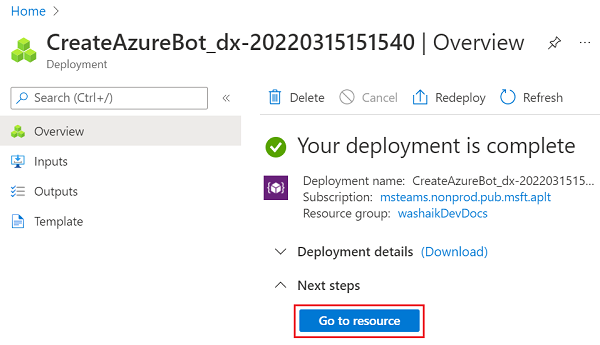 Home >
CreateAzureBot_dx-20220315151540 | Overview
Deployment
Search (Ctrl+/)
«
Overview
Inputs
Outputs
Template
Delete
Cancel
Redeploy
Refresh
Your deployment is complete
Deployment name: CreateAzureBot_dx-2022031515...
Subscription: msteams.nonprod.pub.msft.aplt
Resource group: washaikDevDocs
Deployment details (Download)
Next steps
Go to resource